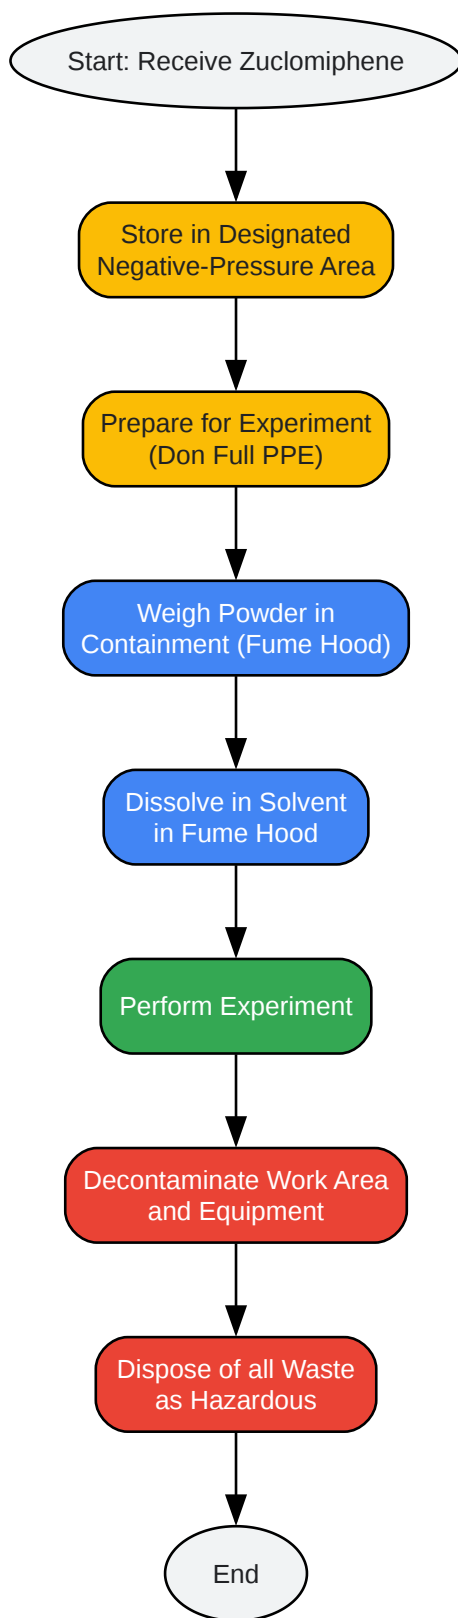 Start: Receive Zuclomiphene
Store in Designated
Negative-Pressure Area
Prepare for Experiment
(Don Full PPE)
Weigh Powder in
Containment (Fume Hood)
Dissolve in Solvent
in Fume Hood
Perform Experiment
Decontaminate Work Area
and Equipment
Dispose of all Waste
as Hazardous
End